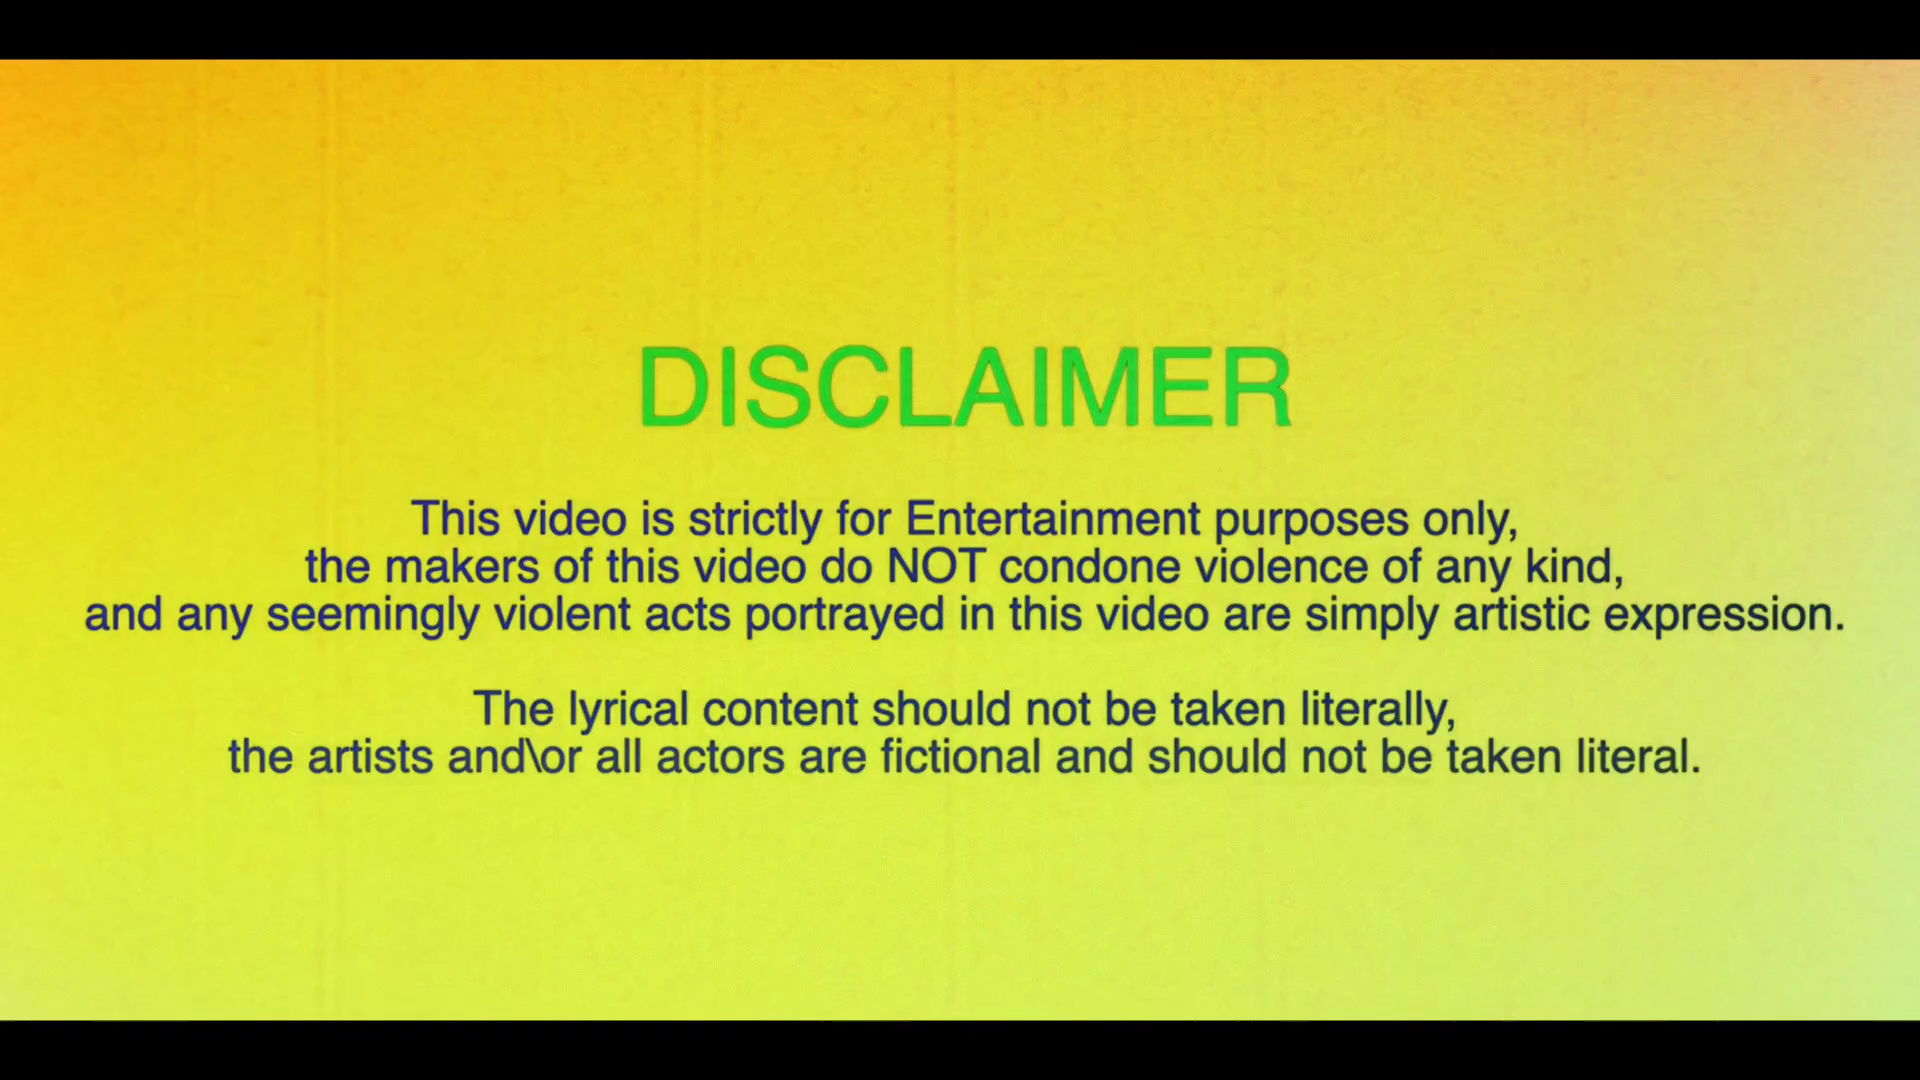 DISCLAIMER
This video is strictly for Entertainment purposes only,
the makers of this video do NOT condone violence of any kind,
and any seemingly violent acts portrayed in this video are simply artistic expression.
The lyrical content should not be taken literally,
the artists and\or all actors are fictional and should not be taken literal.